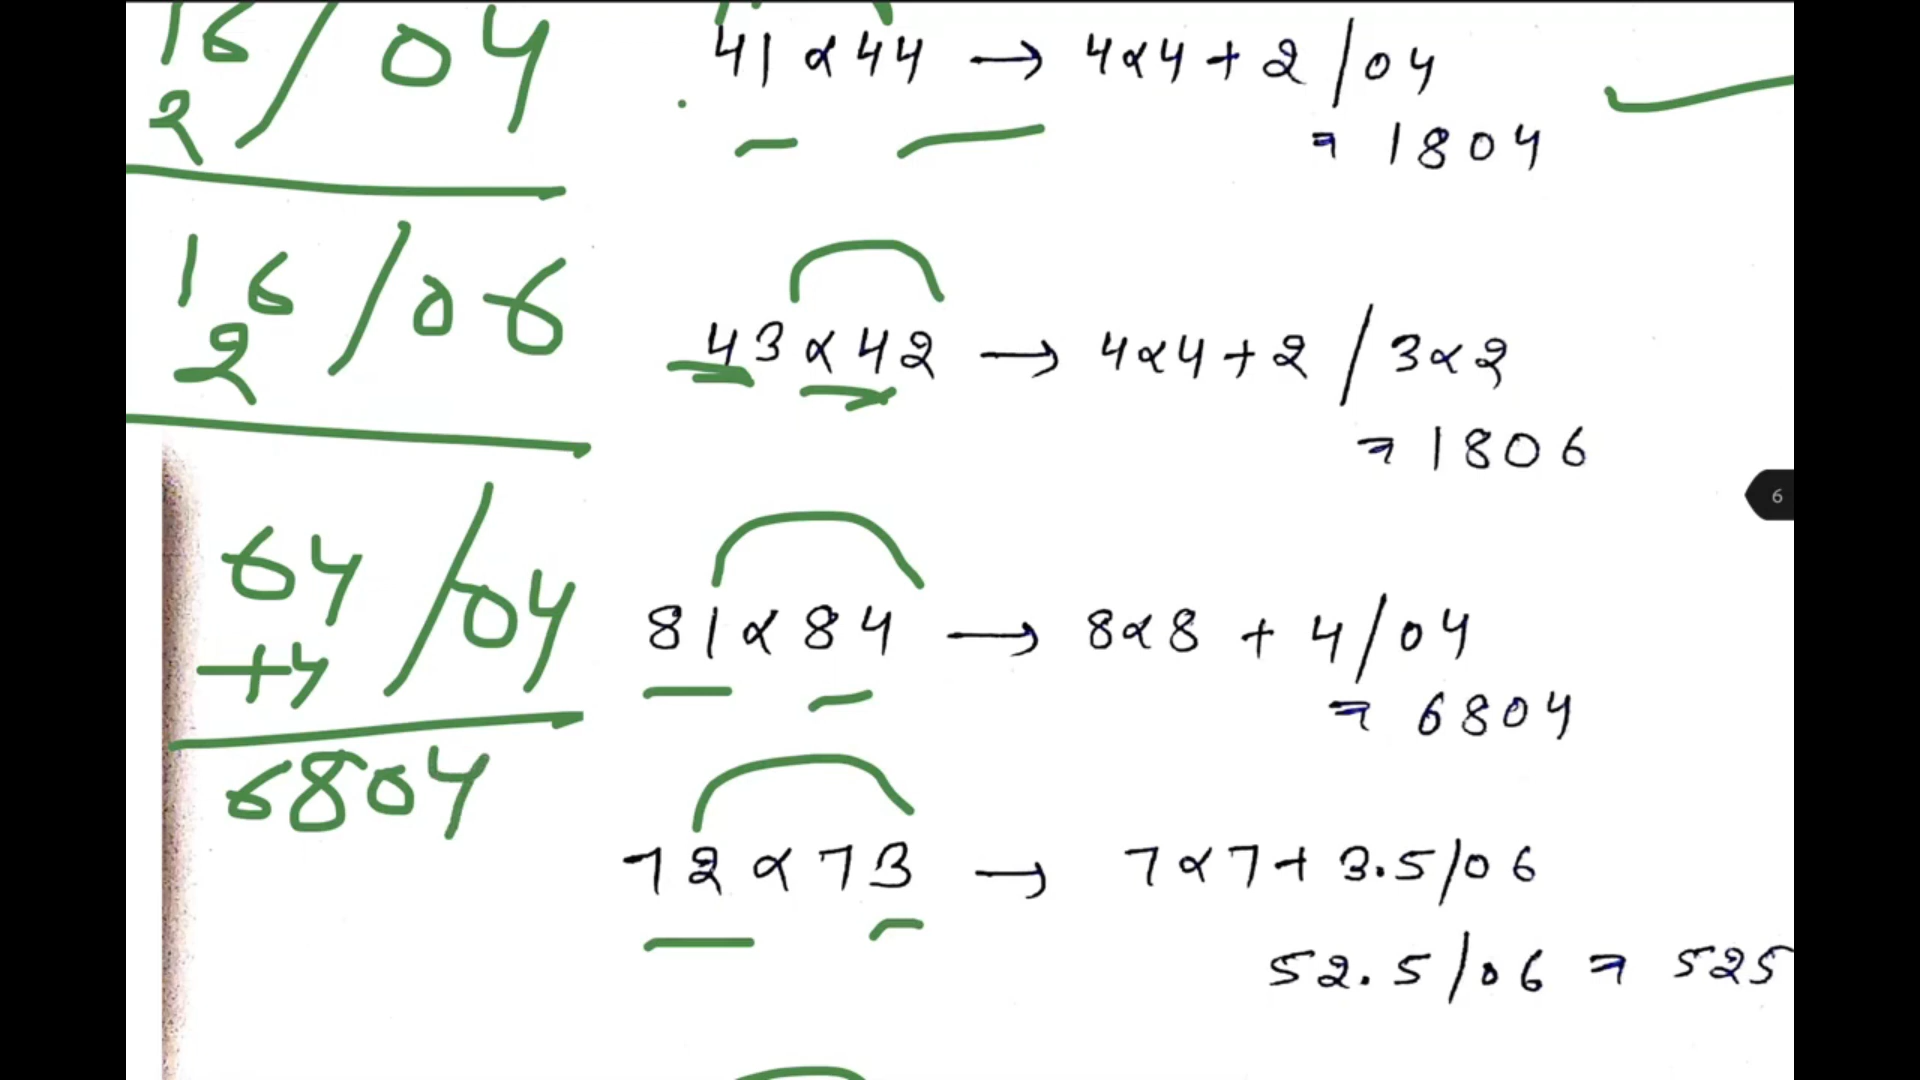 16/04
2
41 × 44 → 4×4 + 2/04
= 1804
16/06
2
43 × 42 → 4×4 + 2/3×2
= 1806
64/04
+4
6804
81 × 84 → 8×8 + 4/04
= 6804
72 × 73 → 7×7 + 3.5/06
52.5/06 = 525
6